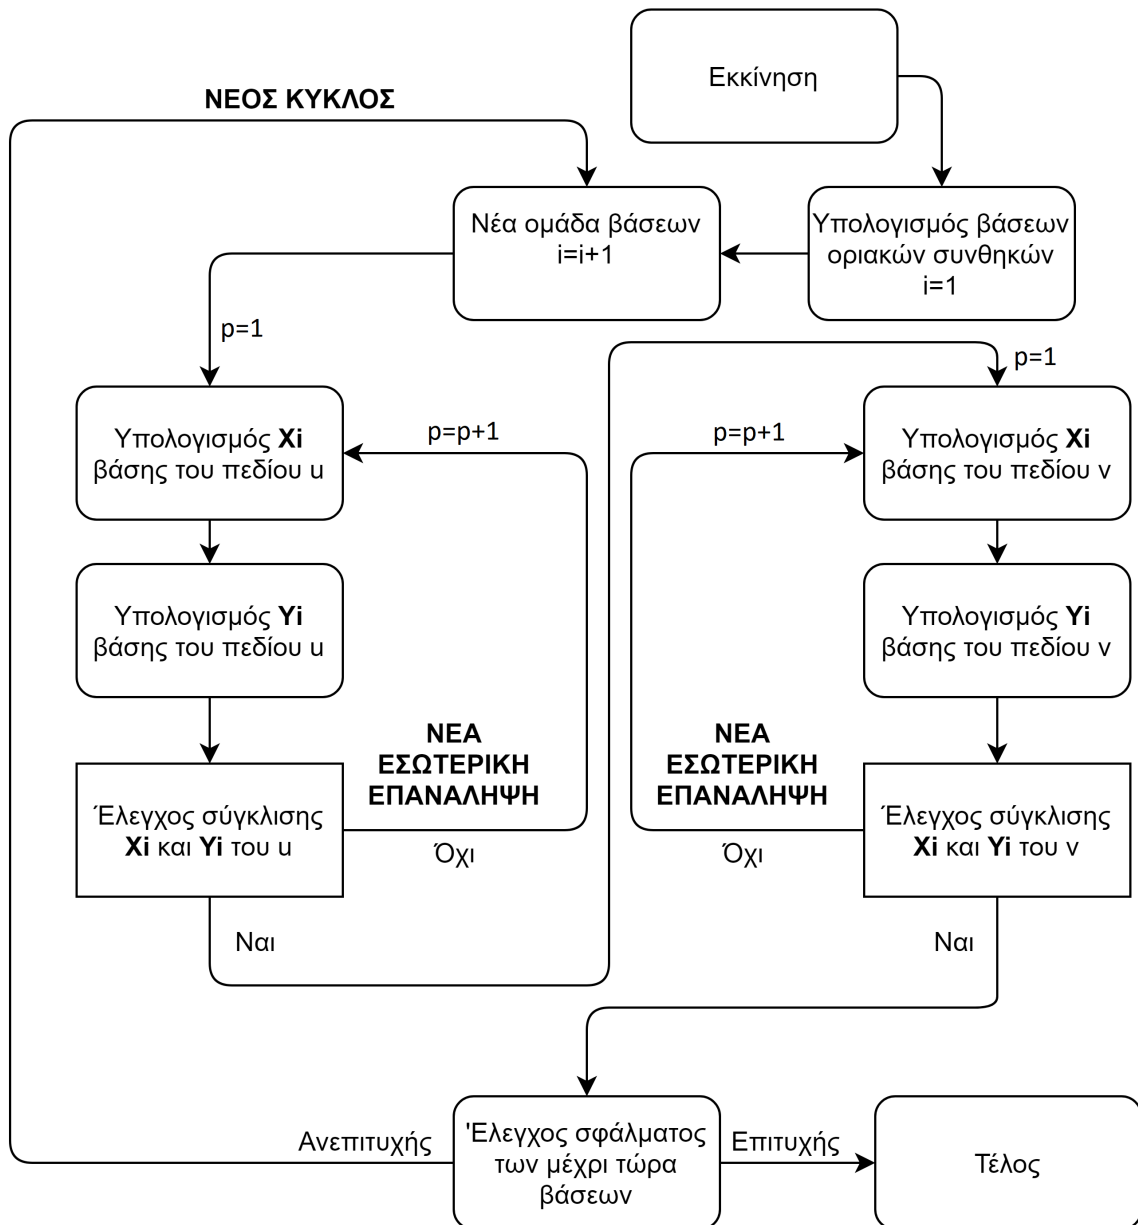 Εκκίνηση
ΝΕΟΣ ΚΥΚΛΟΣ
Νέα ομάδα βάσεων
i=i+1
Υπολογισμός βάσεων
οριακών συνθηκών
i=1
p=1
p=1
Υπολογισμός Xi
βάσης του πεδίου u
p=p+1
p=p+1
Υπολογισμός Xi
βάσης του πεδίου v
Υπολογισμός Yi
βάσης του πεδίου u
Υπολογισμός Yi
βάσης του πεδίου v
ΝΕΑ
ΕΣΩΤΕΡΙΚΗ
ΕΠΑΝΑΛΗΨΗ
ΝΕΑ
ΕΣΩΤΕΡΙΚΗ
ΕΠΑΝΑΛΗΨΗ
Έλεγχος σύγκλισης
Xi και Yi του u
Όχι
Όχι
Έλεγχος σύγκλισης
Xi και Yi του v
Ναι
Ναι
Ανεπιτυχής
'Ελεγχος σφάλματος
των μέχρι τώρα
βάσεων
Επιτυχής
Τέλος